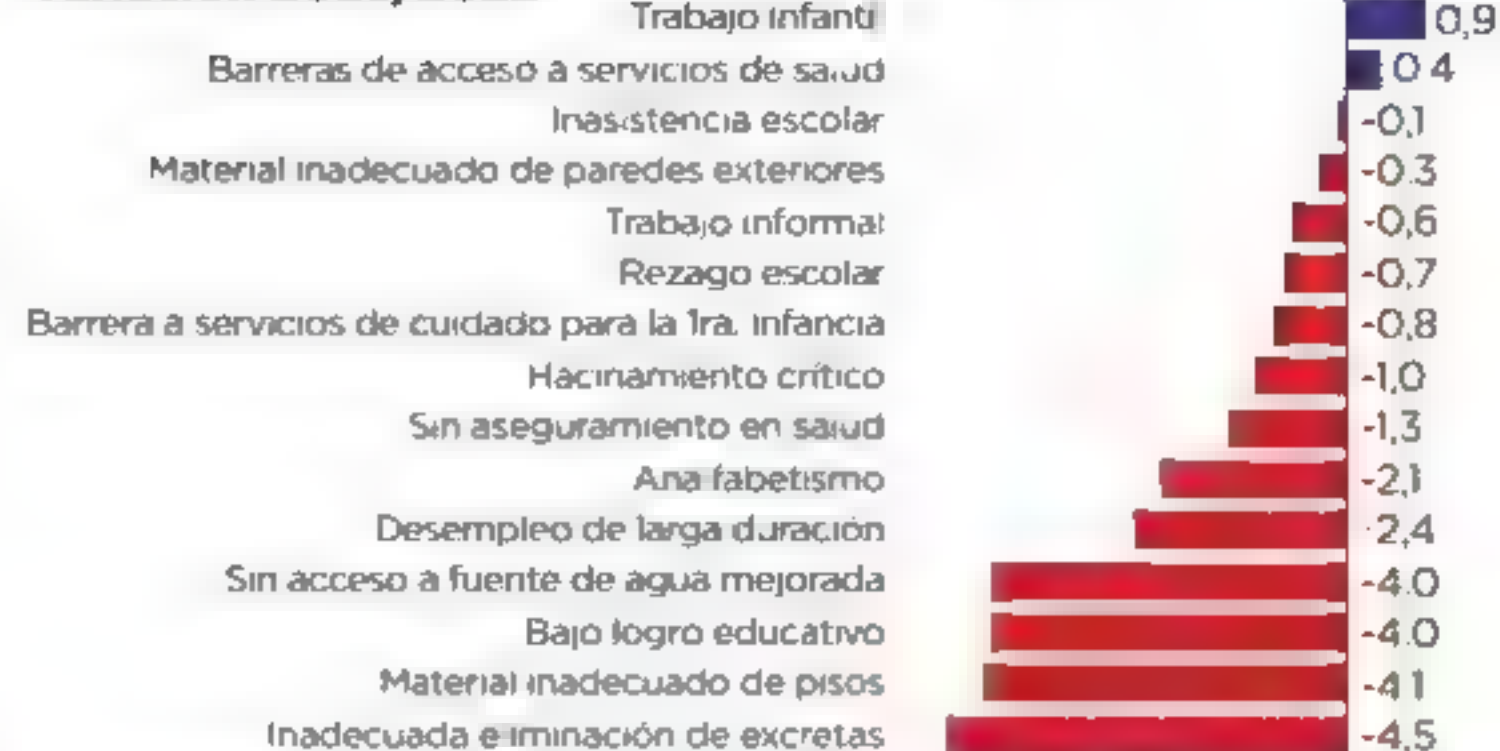 Trabajo infantil 0,9
Barreras de acceso a servicios de salud 0,4
Inasistencia escolar -0,1
Material inadecuado de paredes exteriores -0,3
Trabajo informal -0,6
Rezago escolar -0,7
Barrera a servicios de cuidado para la 1ra. infancia -0,8
Hacinamiento crítico -1,0
Sin aseguramiento en salud -1,3
Analfabetismo -2,1
Desempleo de larga duración -2,4
Sin acceso a fuente de agua mejorada -4,0
Bajo logro educativo -4,0
Material inadecuado de pisos -4,1
Inadecuada eliminación de excretas -4,5